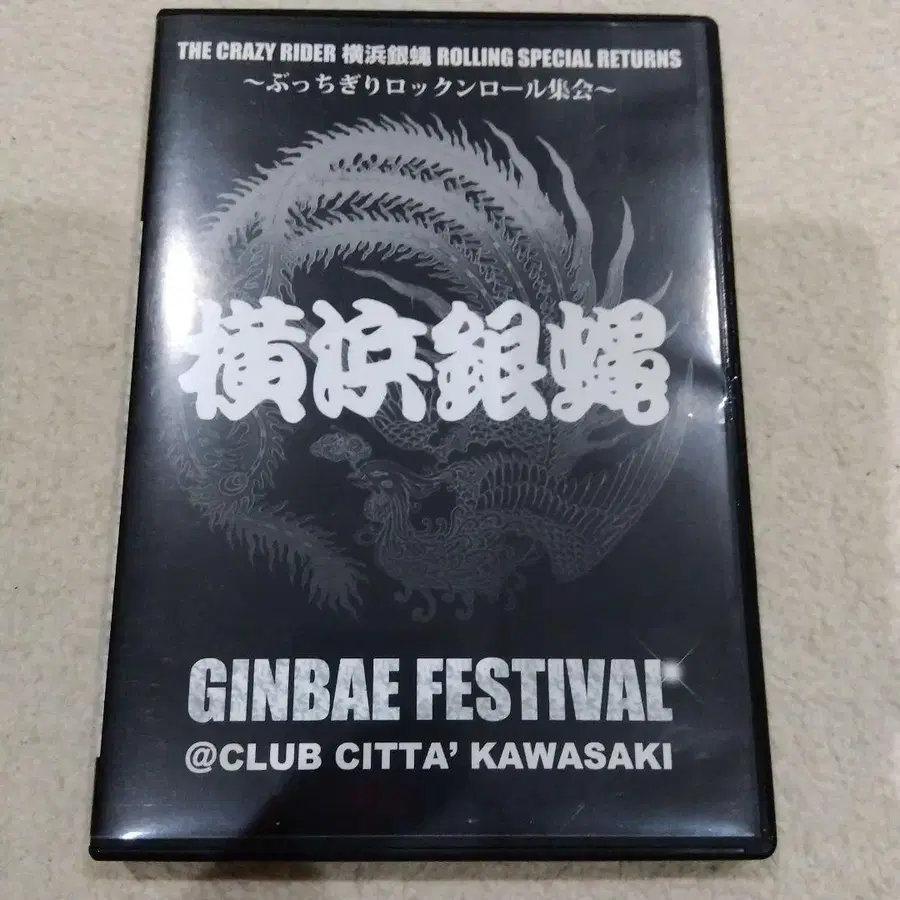 THE CRAZY RIDER 横浜銀蝿 ROLLING SPECIAL RETURNS
～ぶっちぎりロックンロール集会～
横浜銀蝿
GINBAE FESTIVAL
@CLUB CITTA' KAWASAKI